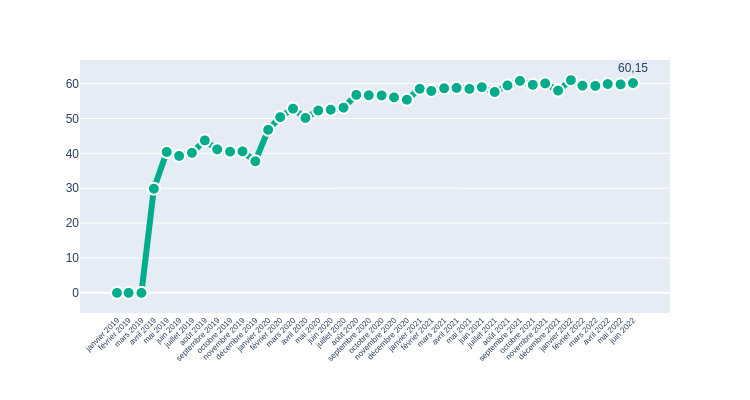 60,15
60
50
40
30
20
10
0
janvier 2019
février 2019
mars 2019
avril 2019
mai 2019
juin 2019
juillet 2019
août 2019
septembre 2019
octobre 2019
novembre 2019
décembre 2019
janvier 2020
février 2020
mars 2020
avril 2020
mai 2020
juin 2020
juillet 2020
août 2020
septembre 2020
octobre 2020
novembre 2020
décembre 2020
janvier 2021
février 2021
mars 2021
avril 2021
mai 2021
juin 2021
juillet 2021
août 2021
septembre 2021
octobre 2021
novembre 2021
décembre 2021
janvier 2022
février 2022
mars 2022
avril 2022
mai 2022
juin 2022